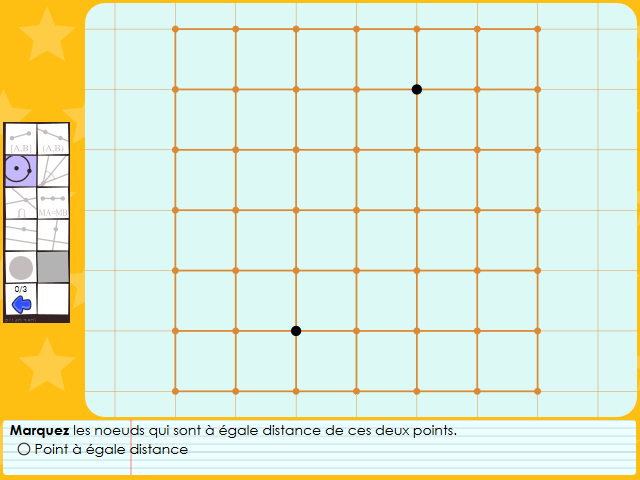 [A,B] (A,B)
∩ MA=MB
0/3
Marquez les noeuds qui sont à égale distance de ces deux points.
Point à égale distance